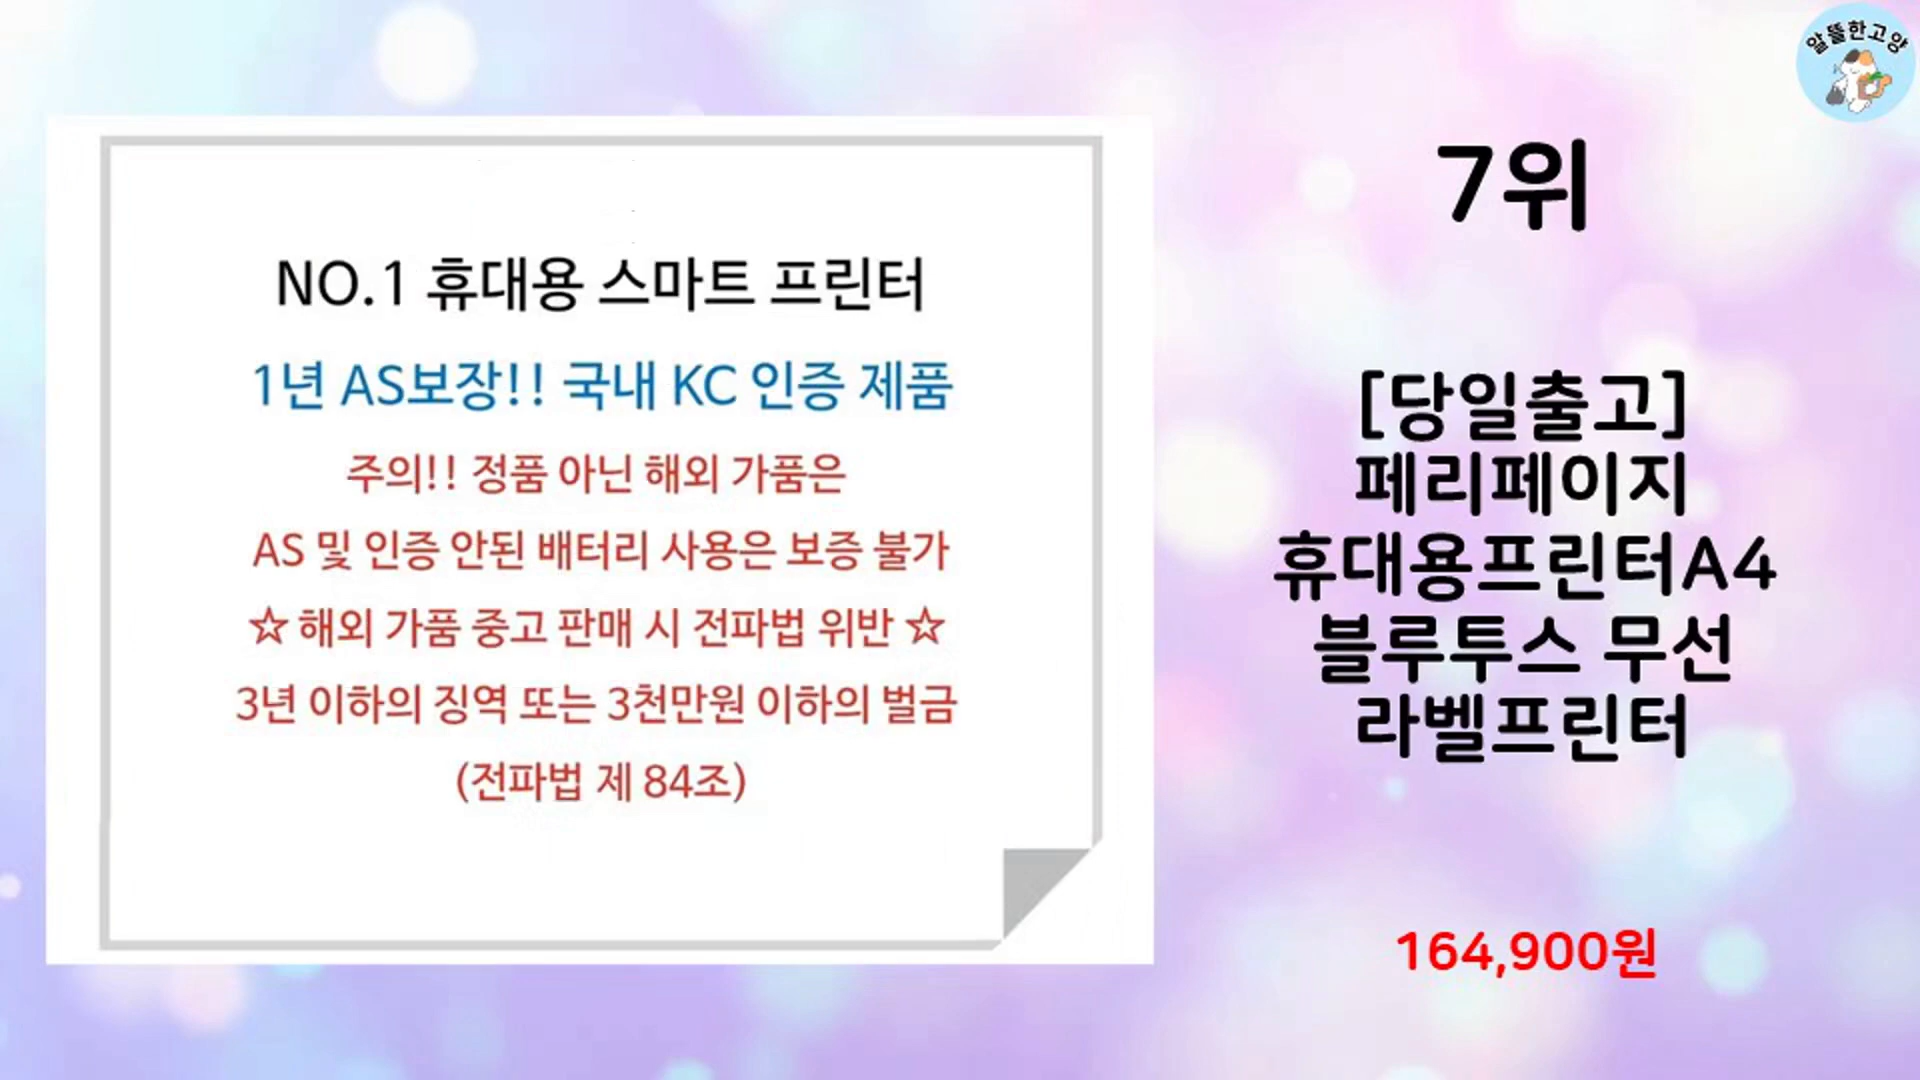 알뜰한고양
NO.1 휴대용 스마트 프린터
1년 AS보장!! 국내 KC 인증 제품
주의!! 정품 아닌 해외 가품은
AS 및 인증 안된 배터리 사용은 보증 불가
☆ 해외 가품 중고 판매 시 전파법 위반 ☆
3년 이하의 징역 또는 3천만원 이하의 벌금
(전파법 제 84조)
7위
[당일출고]
페리페이지
휴대용프린터A4
블루투스 무선
라벨프린터
164,900원